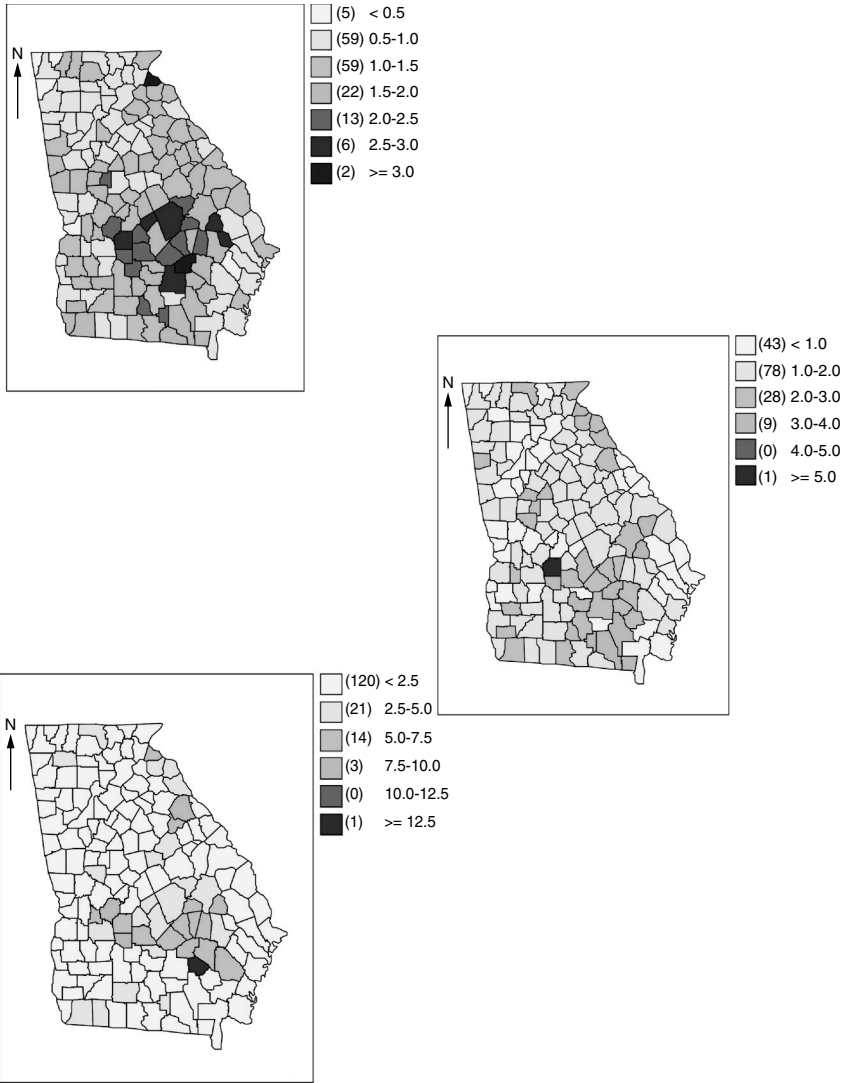 (5) < 0.5
(59) 0.5-1.0
(59) 1.0-1.5
(22) 1.5-2.0
(13) 2.0-2.5
(6) 2.5-3.0
(2) >= 3.0
N
(43) < 1.0
(78) 1.0-2.0
(28) 2.0-3.0
(9) 3.0-4.0
(0) 4.0-5.0
(1) >= 5.0
N
(120) < 2.5
(21) 2.5-5.0
(14) 5.0-7.5
(3) 7.5-10.0
(0) 10.0-12.5
(1) >= 12.5
N